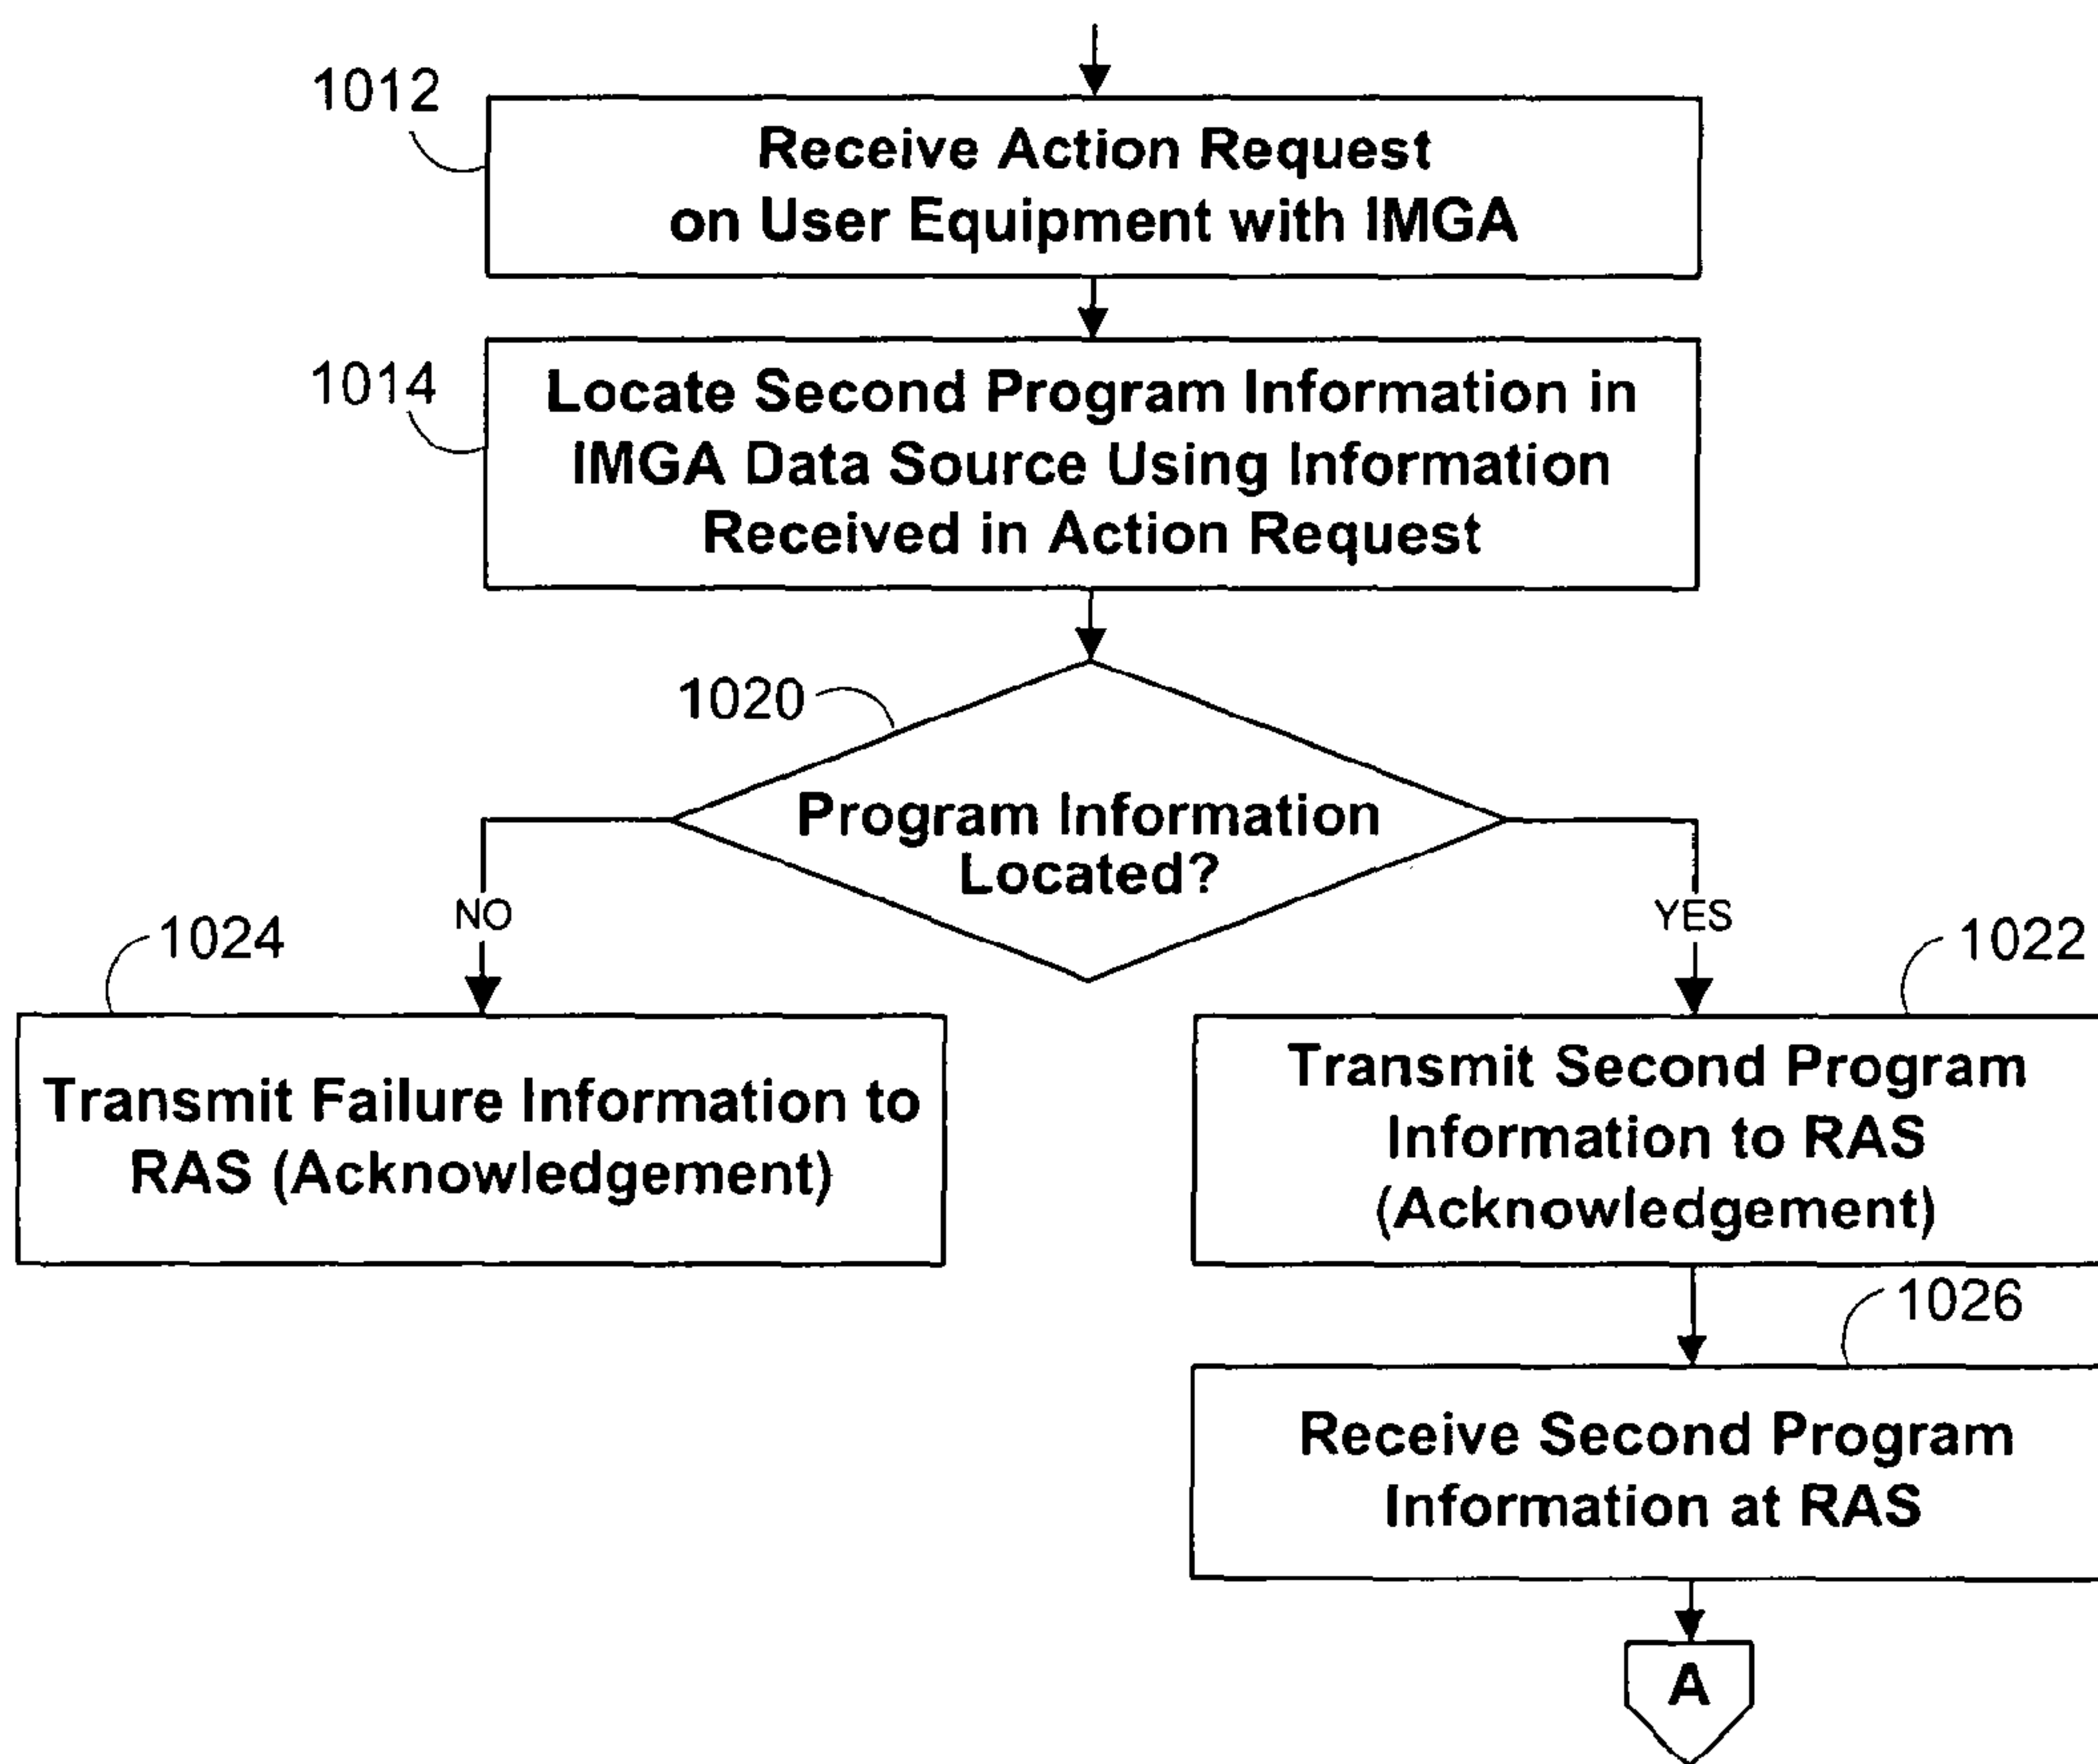 1012
Receive Action Request
on User Equipment with IMGA
1014
Locate Second Program Information in
IMGA Data Source Using Information
Received in Action Request
1020
Program Information
Located?
NO
YES
1024
1022
Transmit Failure Information to
RAS (Acknowledgement)
Transmit Second Program
Information to RAS
(Acknowledgement)
1026
Receive Second Program
Information at RAS
A